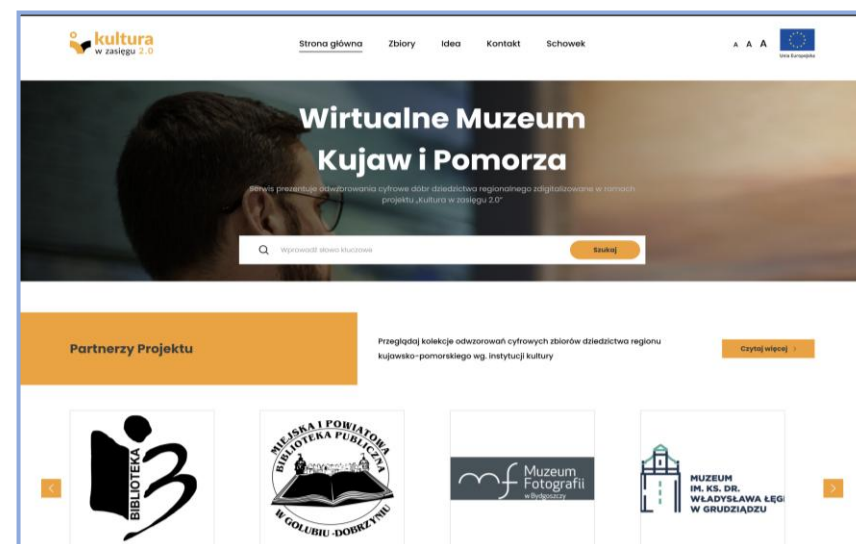 kultura
w zasięgu 2.0
Strona główna Zbiory Idea Kontakt Schowek
A A A
Unia Europejska
Wirtualne Muzeum
Kujaw i Pomorza
Serwis prezentuje odwzorowania cyfrowe dóbr dziedzictwa regionalnego zdigitalizowane w ramach
projektu „Kultura w zasięgu 2.0”
Wprowadź słowo kluczowe
Szukaj
Partnerzy Projektu
Przeglądaj kolekcje odwzorowań cyfrowych zbiorów dziedzictwa regionu
kujawsko-pomorskiego wg. instytucji kultury
Czytaj więcej
BIBLIOTEKA
MIEJSKA I POWIATOWA
BIBLIOTEKA PUBLICZNA
W GOLUBIU-DOBRZYNIU
mf
Muzeum
Fotografii
w Bydgoszczy
MUZEUM
IM. KS. DR.
WŁADYSŁAWA ŁĘGI
W GRUDZIĄDZU